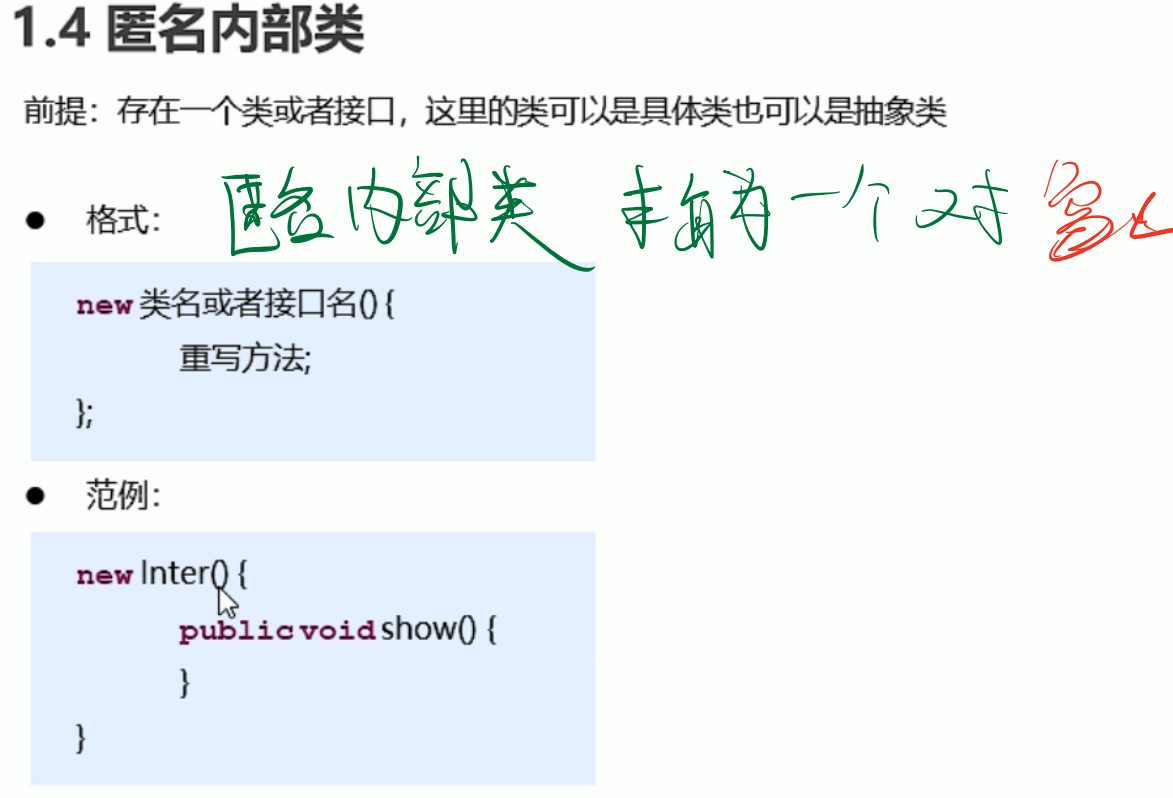 1.4 匿名内部类
前提：存在一个类或者接口，这里的类可以是具体类也可以是抽象类
● 格式：
匿名内部类 本质为一个对
new 类名或者接口名() {
重写方法;
};
● 范例：
new Inter() {
public void show() {
}
}